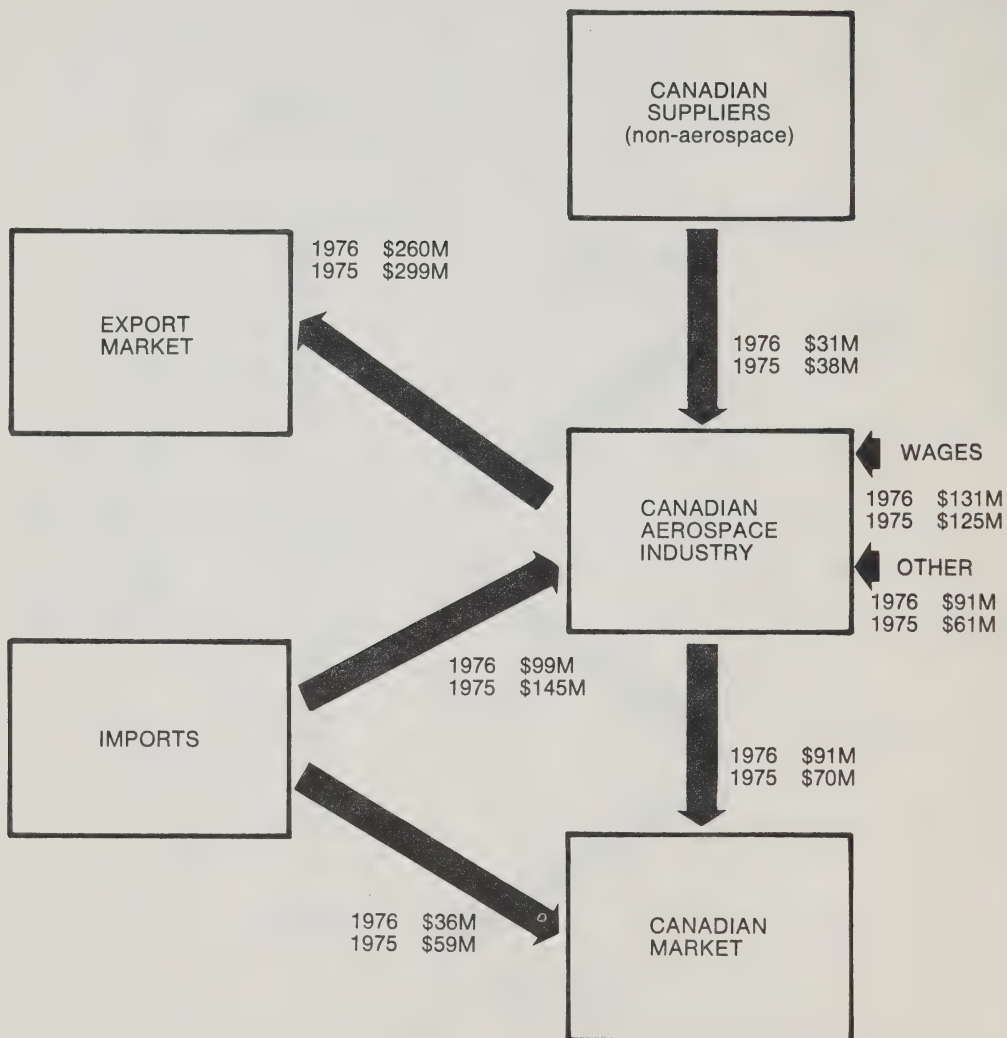 CANADIAN
SUPPLIERS
(non-aerospace)
1976 $260M
1975 $299M
EXPORT
MARKET
1976 $31M
1975 $38M
WAGES
1976 $131M
1975 $125M
CANADIAN
AEROSPACE
INDUSTRY
OTHER
1976 $91M
1975 $61M
1976 $99M
1975 $145M
IMPORTS
1976 $91M
1975 $70M
1976 $36M
1975 $59M
CANADIAN
MARKET